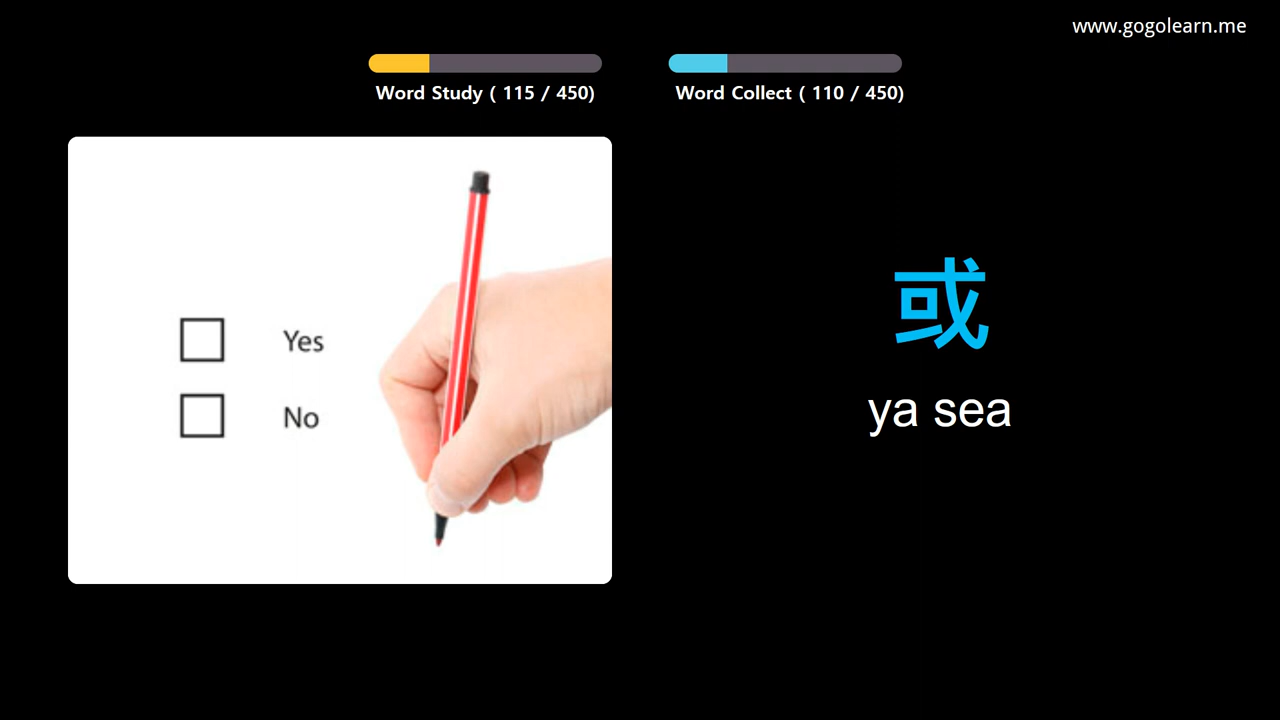 www.gogolearn.me
Word Study ( 115 / 450)
Word Collect ( 110 / 450)
Yes
No
或
ya sea